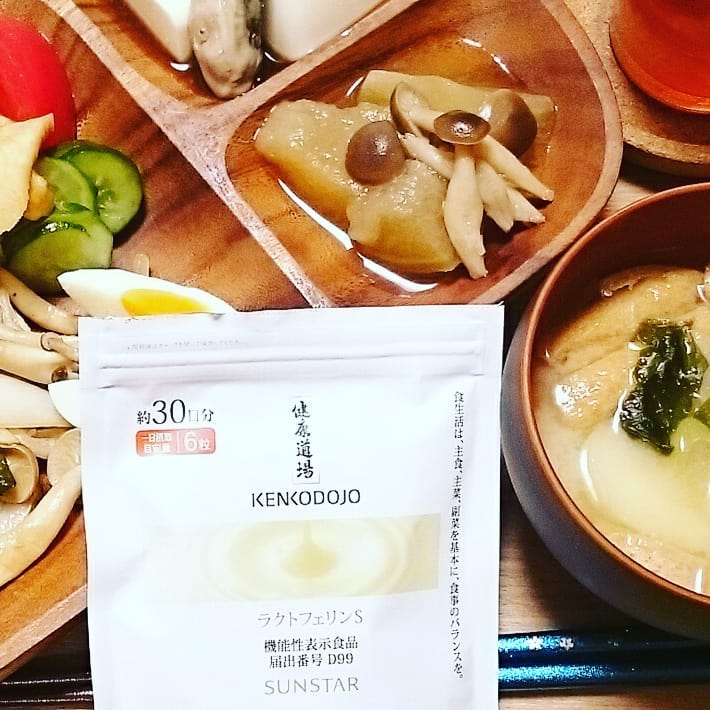 約30日分
一日摂取
目安量
6粒
健康道場
KENKODOJO
食生活は、主食、主菜、副菜を基本に、食事のバランスを。
ラクトフェリンS
機能性表示食品
届出番号 D99
SUNSTAR